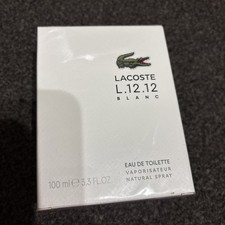 LACOSTE
L.12.12
BLANC
EAU DE TOILETTE
VAPORISATEUR
NATURAL SPRAY
100 ml e 3.3 FL.OZ.